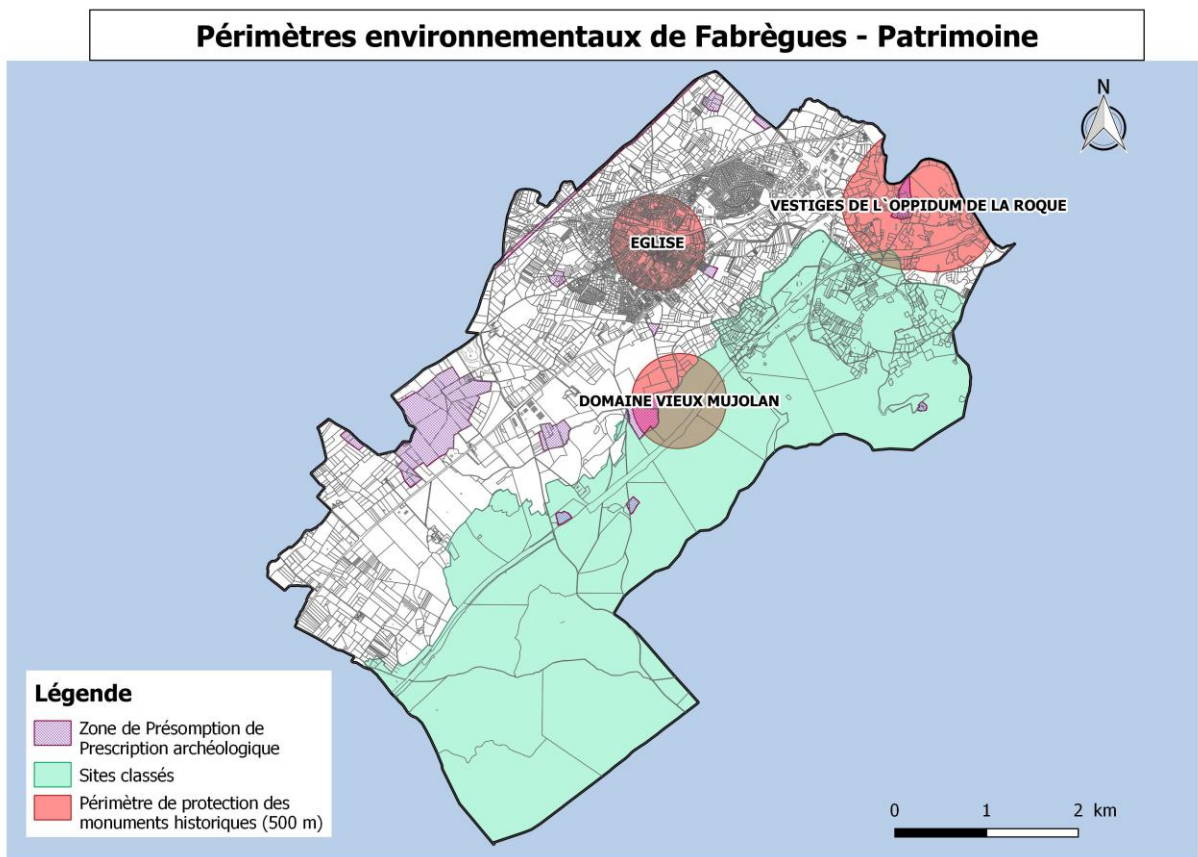 Périmètres environnementaux de Fabrègues - Patrimoine
N
VESTIGES DE L`OPPIDUM DE LA ROQUE
EGLISE
DOMAINE VIEUX MUJOLAN
Légende
Zone de Présomption de
Prescription archéologique
Sites classés
Périmètre de protection des
monuments historiques (500 m)
0 1 2 km